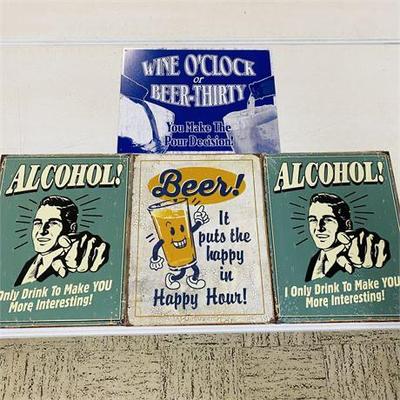 WINE O'CLOCK
or
BEER-THIRTY
You Make The
Pour Decision!
ALCOHOL!
I Only Drink To Make YOU
More Interesting!
Beer!
It
puts the
happy
in
Happy Hour!
ALCOHOL!
I Only Drink To Make YOU
More Interesting!